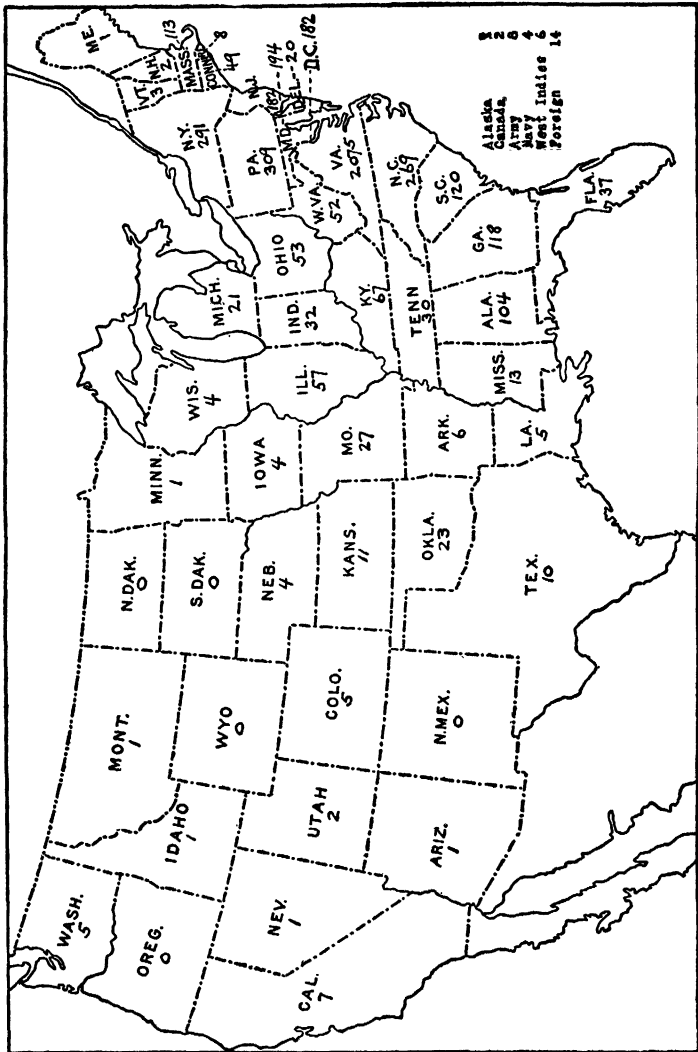 WASH.
5
OREG.
0
CAL.
7
NEV.
1
IDAHO
1
MONT.
1
WYO
0
UTAH
2
COLO.
5
ARIZ.
1
N.MEX.
0
N.DAK.
0
S.DAK.
0
NEB.
4
KANS.
11
OKLA.
23
TEX.
10
MINN.
1
IOWA
4
MO.
27
ARK.
6
LA.
5
WIS.
4
ILL.
57
MICH.
21
IND.
32
OHIO
53
KY.
67
TENN
30
MISS.
13
ALA.
104
GA.
118
FLA.
37
S.C.
120
N.C.
269
VA.
2075
W.VA.
52
PA.
309
N.Y.
291
VT.
3
N.H.
2
ME.
1
MASS.
113
CONN.
8
49
N.J.
182
MD.
194
DEL--20
D.C.182
Alaska
Canada, 2
Army 8
Navy 4
West Indies 6
Foreign 14